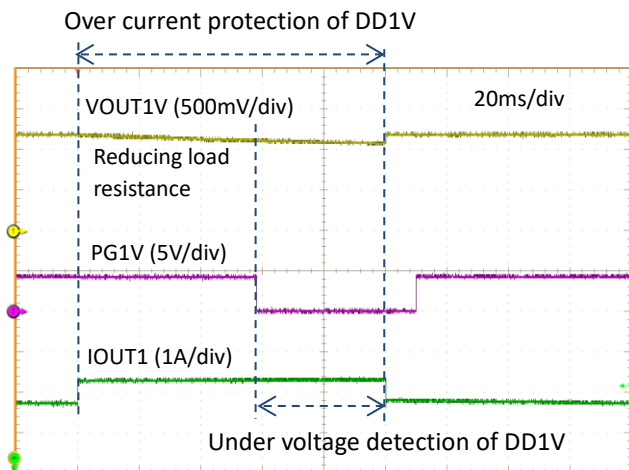 Over current protection of DD1V
VOUT1V (500mV/div)
20ms/div
Reducing load
resistance
PG1V (5V/div)
IOUT1 (1A/div)
Under voltage detection of DD1V